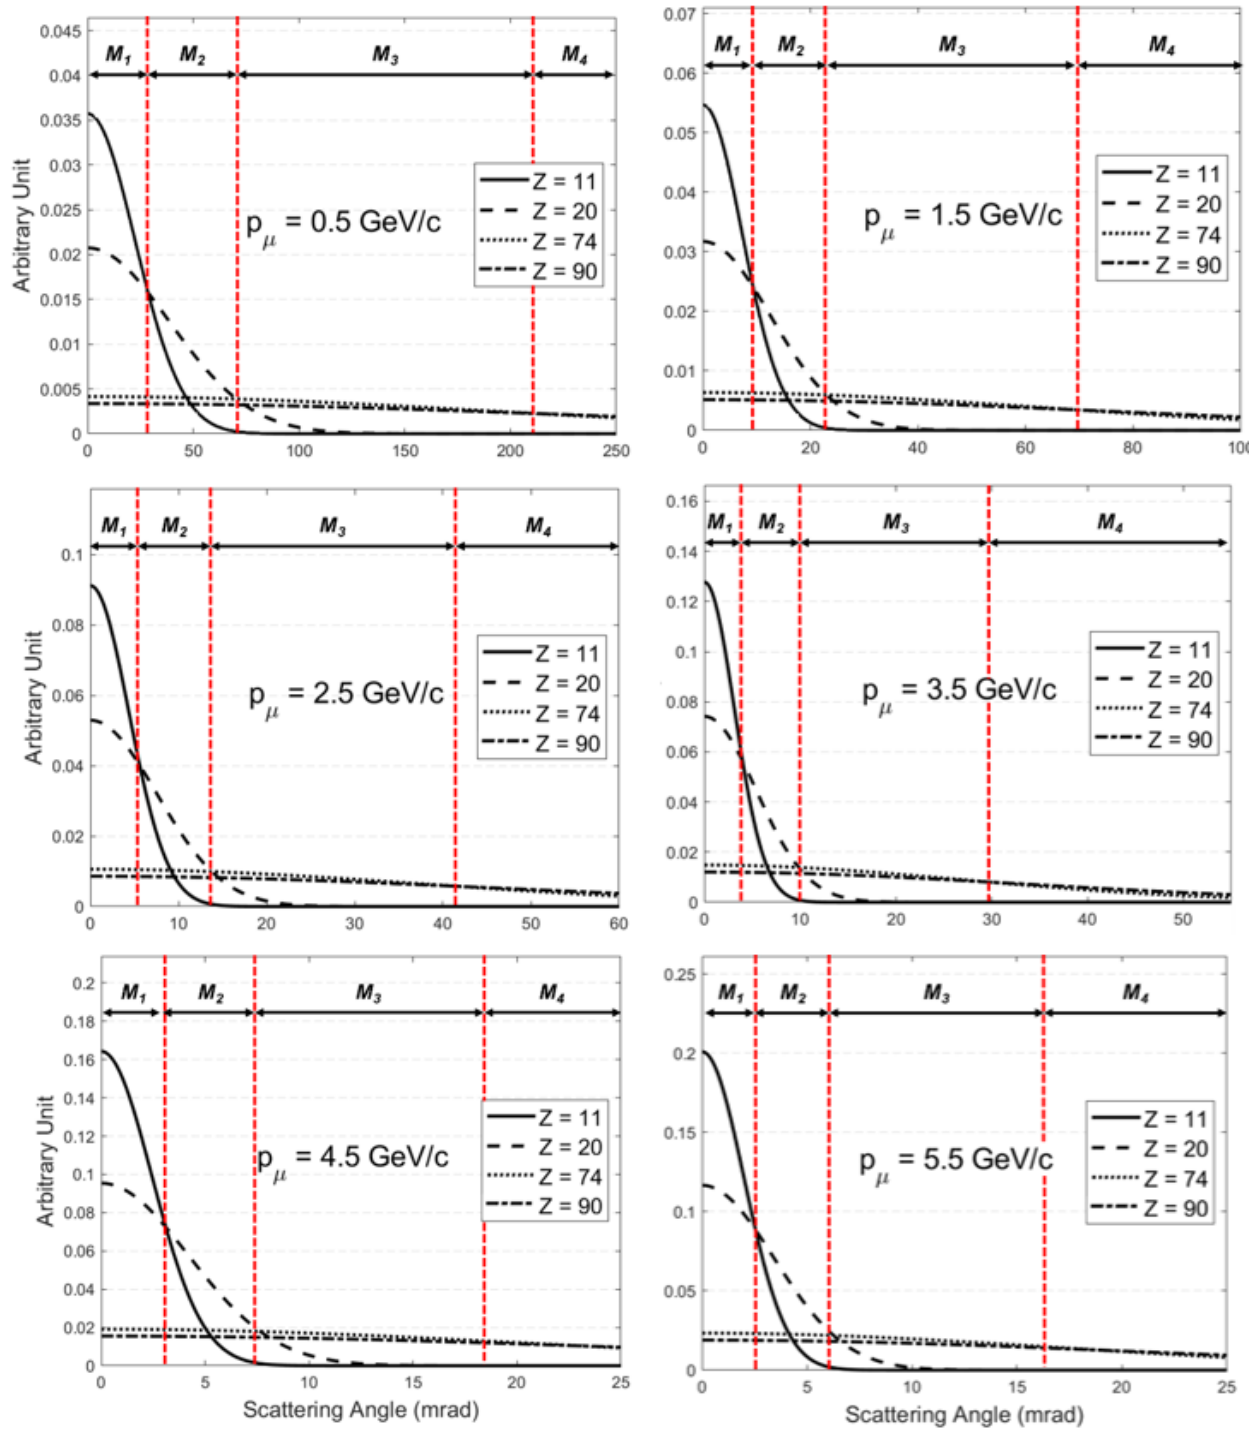 M1 M2 M3 M4
0.045
0.04
0.035
0.03
0.025
0.02
0.015
0.01
0.005
0
Arbitrary Unit
pμ = 0.5 GeV/c
Z = 11
Z = 20
Z = 74
Z = 90
0 50 100 150 200 250
M1 M2 M3 M4
0.07
0.06
0.05
0.04
0.03
0.02
0.01
0
pμ = 1.5 GeV/c
Z = 11
Z = 20
Z = 74
Z = 90
0 20 40 60 80 100
M1 M2 M3 M4
0.1
0.08
0.06
0.04
0.02
0
Arbitrary Unit
pμ = 2.5 GeV/c
Z = 11
Z = 20
Z = 74
Z = 90
0 10 20 30 40 50 60
M1 M2 M3 M4
0.16
0.14
0.12
0.1
0.08
0.06
0.04
0.02
0
pμ = 3.5 GeV/c
Z = 11
Z = 20
Z = 74
Z = 90
0 10 20 30 40 50
M1 M2 M3 M4
0.2
0.18
0.16
0.14
0.12
0.1
0.08
0.06
0.04
0.02
0
Arbitrary Unit
pμ = 4.5 GeV/c
Z = 11
Z = 20
Z = 74
Z = 90
0 5 10 15 20 25
Scattering Angle (mrad)
M1 M2 M3 M4
0.25
0.2
0.15
0.1
0.05
0
pμ = 5.5 GeV/c
Z = 11
Z = 20
Z = 74
Z = 90
0 5 10 15 20 25
Scattering Angle (mrad)